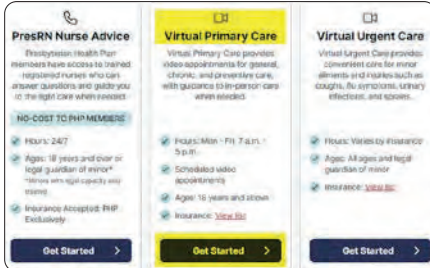 PresRN Nurse Advice
Presbyterian Health Plan
members have access to trained
registered nurses who can
answer questions and guide you
to the right care when needed.
NO-COST TO PHP MEMBERS
Hours: 24/7
Ages: 18 years and over or
legal guardian of minor*
*Minors with legal capacity may
Insurance Accepted: PHP
Exclusively
Get Started >
Virtual Primary Care
Virtual Primary Care provides
video appointments for general,
chronic, and preventive care,
with guidance to in-person care
when needed.
Hours: Mon - Fri 7 a.m. -
5 p.m.
Scheduled video
appointments
Ages: 18 years and above
Insurance: View list
Get Started >
Virtual Urgent Care
Virtual Urgent Care provides
convenient care for minor
ailments and injuries such as
coughs, flu symptoms, urinary
infections, and sprains.
Hours: Varies by insurance
Ages: All ages and legal
guardian of minor
Insurance: View list
Get Started >